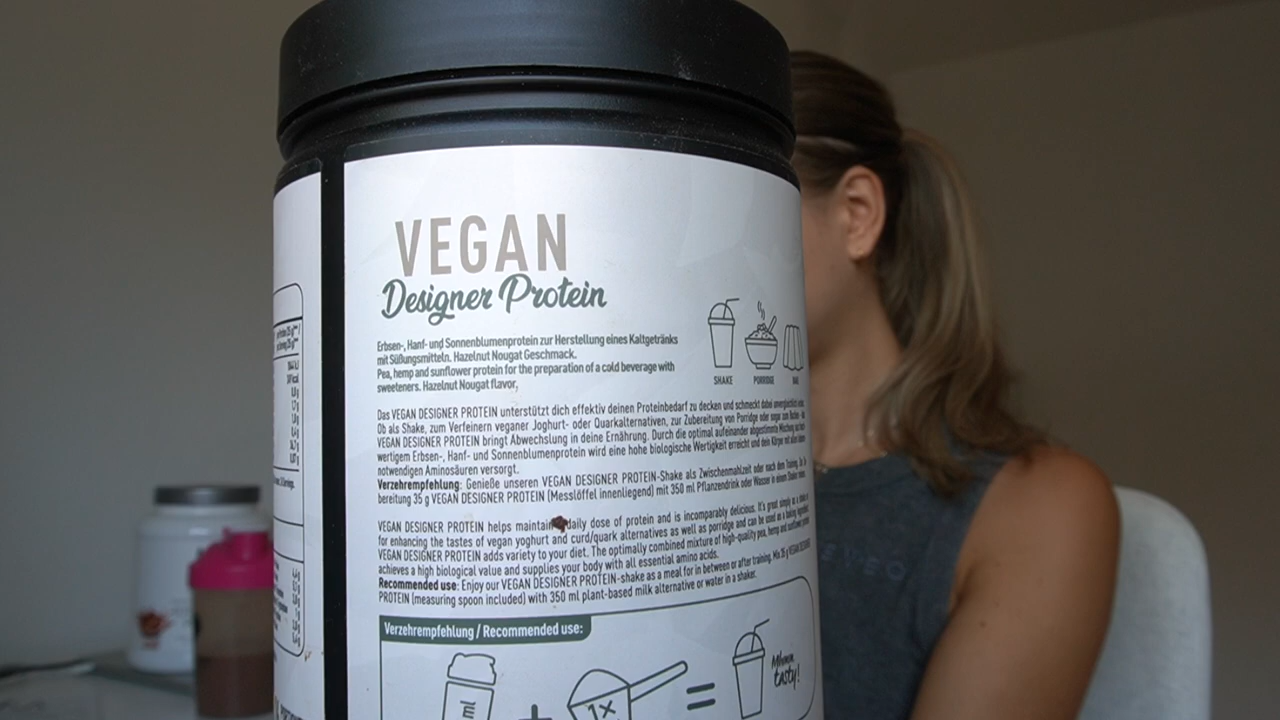 VEGAN
Designer Protein
Erbsen-, Hanf- und Sonnenblumenprotein zur Herstellung eines Kaltgetränks
mit Süßungsmitteln. Hazelnut Nougat Geschmack.
Pea, hemp and sunflower protein for the preparation of a cold beverage with
sweeteners. Hazelnut Nougat flavor,
SHAKE PORRIDGE
Das VEGAN DESIGNER PROTEIN unterstützt dich effektiv deinen Proteinbedarf zu decken und schmeckt dabei unvergleichlich
Ob als Shake, zum Verfeinern veganer Joghurt- oder Quarkalternativen, zur Zubereitung von Porridge oder sogar zum
VEGAN DESIGNER PROTEIN bringt Abwechslung in deine Ernährung. Durch die optimal aufeinander abgestimmte Mischung
wertigem Erbsen-, Hanf- und Sonnenblumenprotein wird eine hohe biologische Wertigkeit erreicht und dein Körper mit allen
notwendigen Aminosäuren versorgt.
Verzehrempfehlung: Genieße unseren VEGAN DESIGNER PROTEIN-Shake als Zwischenmahlzeit oder nach dem Training.
bereitung 35 g VEGAN DESIGNER PROTEIN (Messlöffel innenliegend) mit 350 ml Pflanzendrink oder Wasser in einem Shaker
VEGAN DESIGNER PROTEIN helps maintain daily dose of protein and is incomparably delicious. It's great simply as a
for enhancing the tastes of vegan yoghurt and curd/quark alternatives as well as porridge and can be used as a baking
VEGAN DESIGNER PROTEIN adds variety to your diet. The optimally combined mixture of high-quality pea, hemp and sunflower
achieves a high biological value and supplies your body with all essential amino acids.
Recommended use: Enjoy our VEGAN DESIGNER PROTEIN-shake as a meal for in between or after training. Mix 35 g VEGAN DESIGNER
PROTEIN (measuring spoon included) with 350 ml plant-based milk alternative or water in a shaker.
Verzehrempfehlung / Recommended use:
ml + 1x =
Mhmm
tasty!